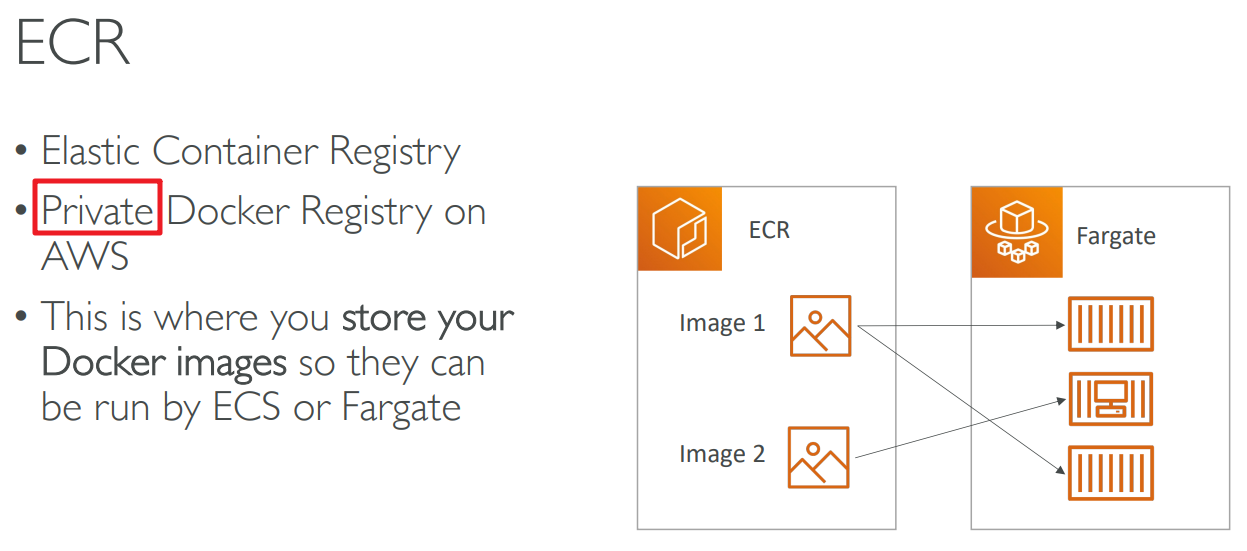 ECR
• Elastic Container Registry
• Private Docker Registry on
AWS
• This is where you store your
Docker images so they can
be run by ECS or Fargate
ECR
Image 1
Image 2
Fargate